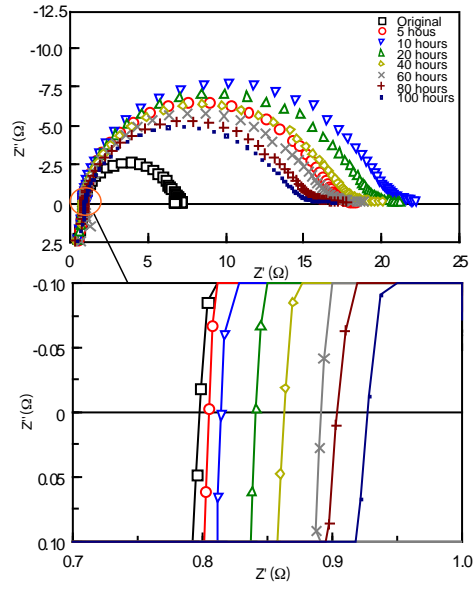 -12.5
-10.0
-7.5
-5.0
-2.5
0
2.5
Z'' (Ω)
Original
5 hours
10 hours
20 hours
40 hours
60 hours
80 hours
100 hours
0 5 10 15 20 25
Z' (Ω)
-0.10
-0.05
0
0.05
0.10
Z'' (Ω)
0.7 0.8 0.9 1.0
Z' (Ω)